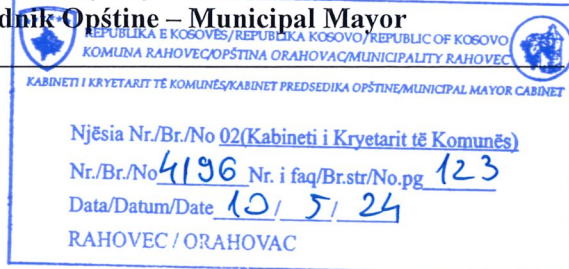 dnik Opštine – Municipal Mayor
REPUBLIKA E KOSOVËS/REPUBLIKA KOSOVO/REPUBLIC OF KOSOVO
KOMUNA RAHOVEC/OPŠTINA ORAHOVAC/MUNICIPALITY RAHOVEC
KABINETI I KRYETARIT TË KOMUNËS/KABINET PREDSEDIKA OPŠTINE/MUNICIPAL MAYOR CABINET
Njësia Nr./Br./No 02(Kabineti i Kryetarit të Komunës)
Nr./Br./No 4196 Nr. i faq/Br.str/No.pg 123
Data/Datum/Date 10 / 5 / 24
RAHOVEC / ORAHOVAC